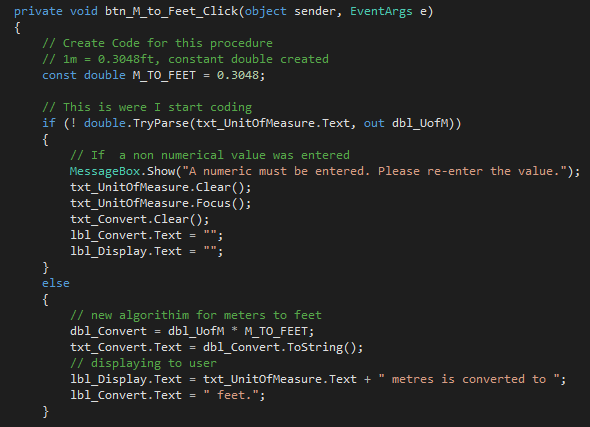 private void btn_M_to_Feet_Click(object sender, EventArgs e)
{
// Create Code for this procedure
// 1m = 0.3048ft, constant double created
const double M_TO_FEET = 0.3048;
// This is were I start coding
if (! double.TryParse(txt_UnitOfMeasure.Text, out dbl_UofM))
{
// If  a non numerical value was entered
MessageBox.Show("A numeric must be entered. Please re-enter the value.");
txt_UnitOfMeasure.Clear();
txt_UnitOfMeasure.Focus();
txt_Convert.Clear();
lbl_Convert.Text = "";
lbl_Display.Text = "";
}
else
{
// new algorithim for meters to feet
dbl_Convert = dbl_UofM * M_TO_FEET;
txt_Convert.Text = dbl_Convert.ToString();
// displaying to user
lbl_Display.Text = txt_UnitOfMeasure.Text + " metres is converted to ";
lbl_Convert.Text = " feet.";
}